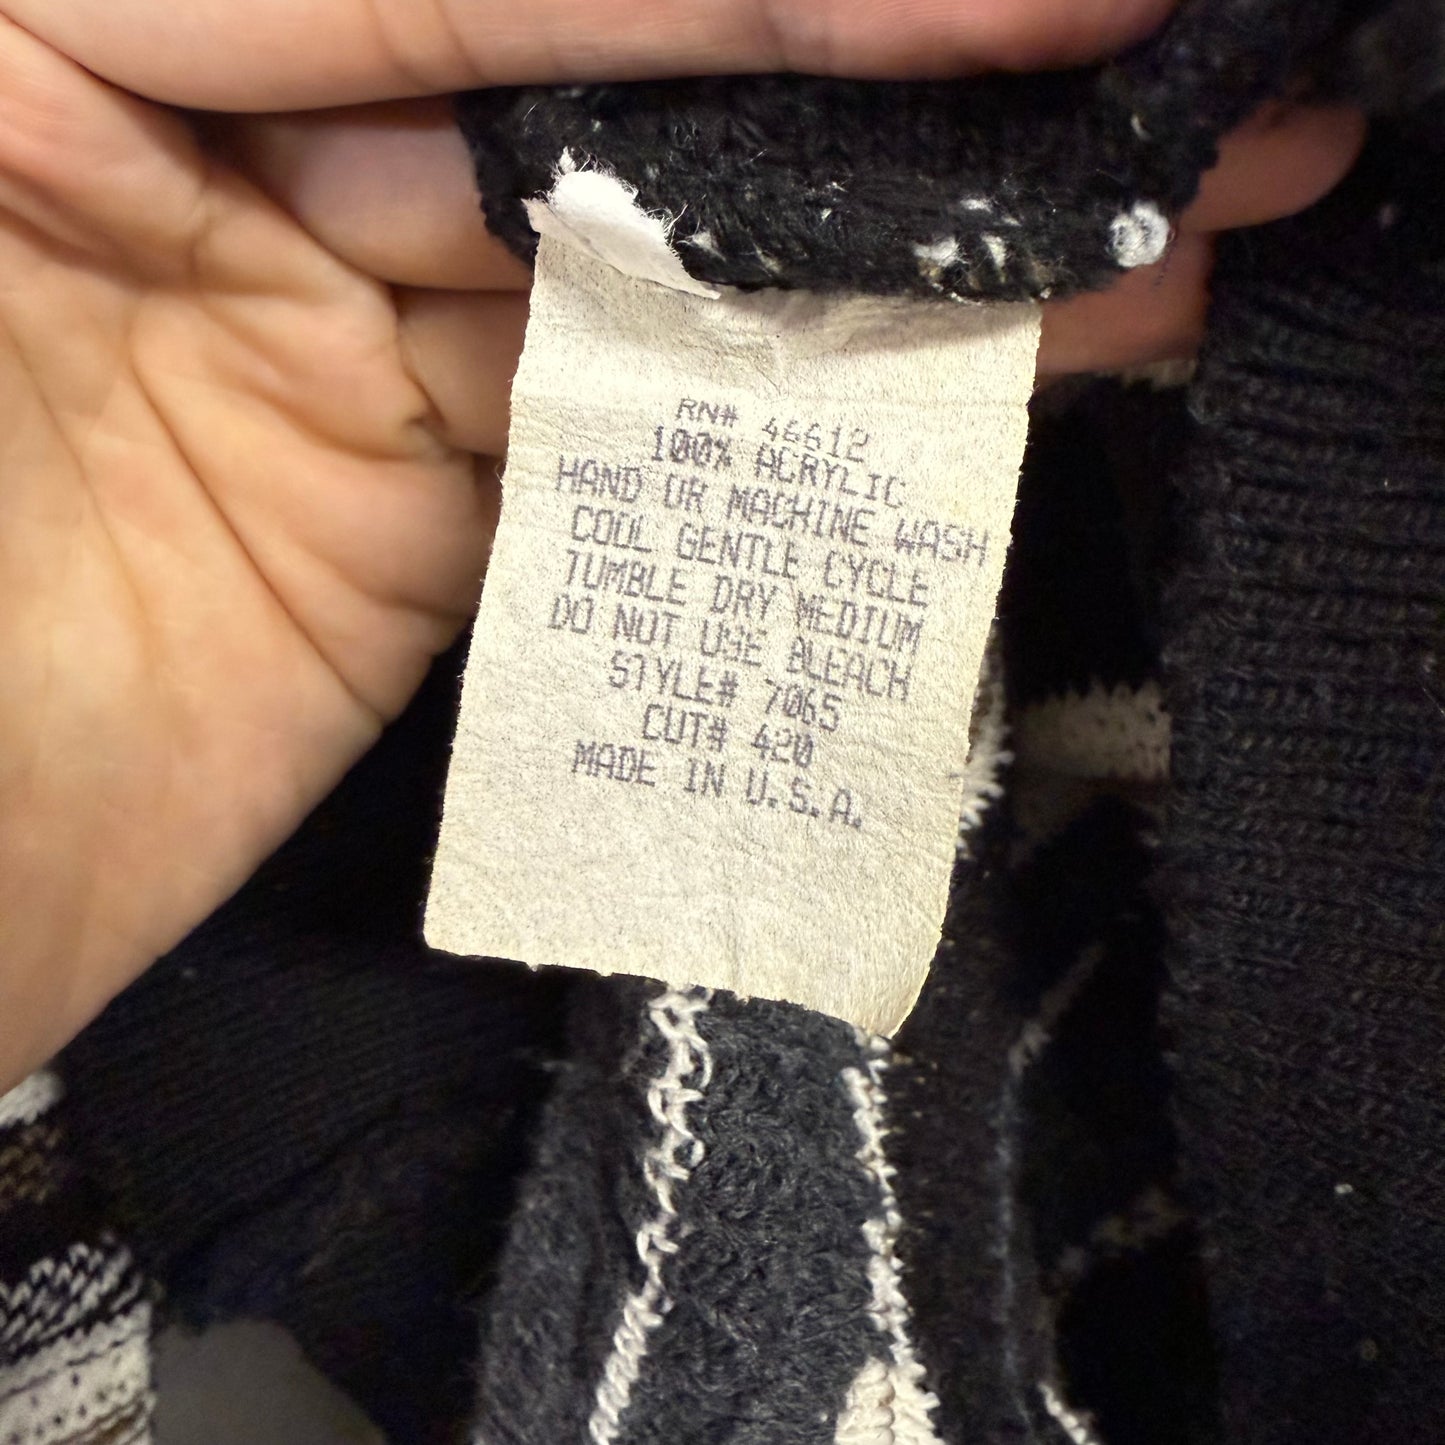 RN# 46612
100% ACRYLIC
HAND OR MACHINE WASH
COOL GENTLE CYCLE
TUMBLE DRY MEDIUM
DO NOT USE BLEACH
STYLE# 7065
CUT# 420
MADE IN U.S.A.